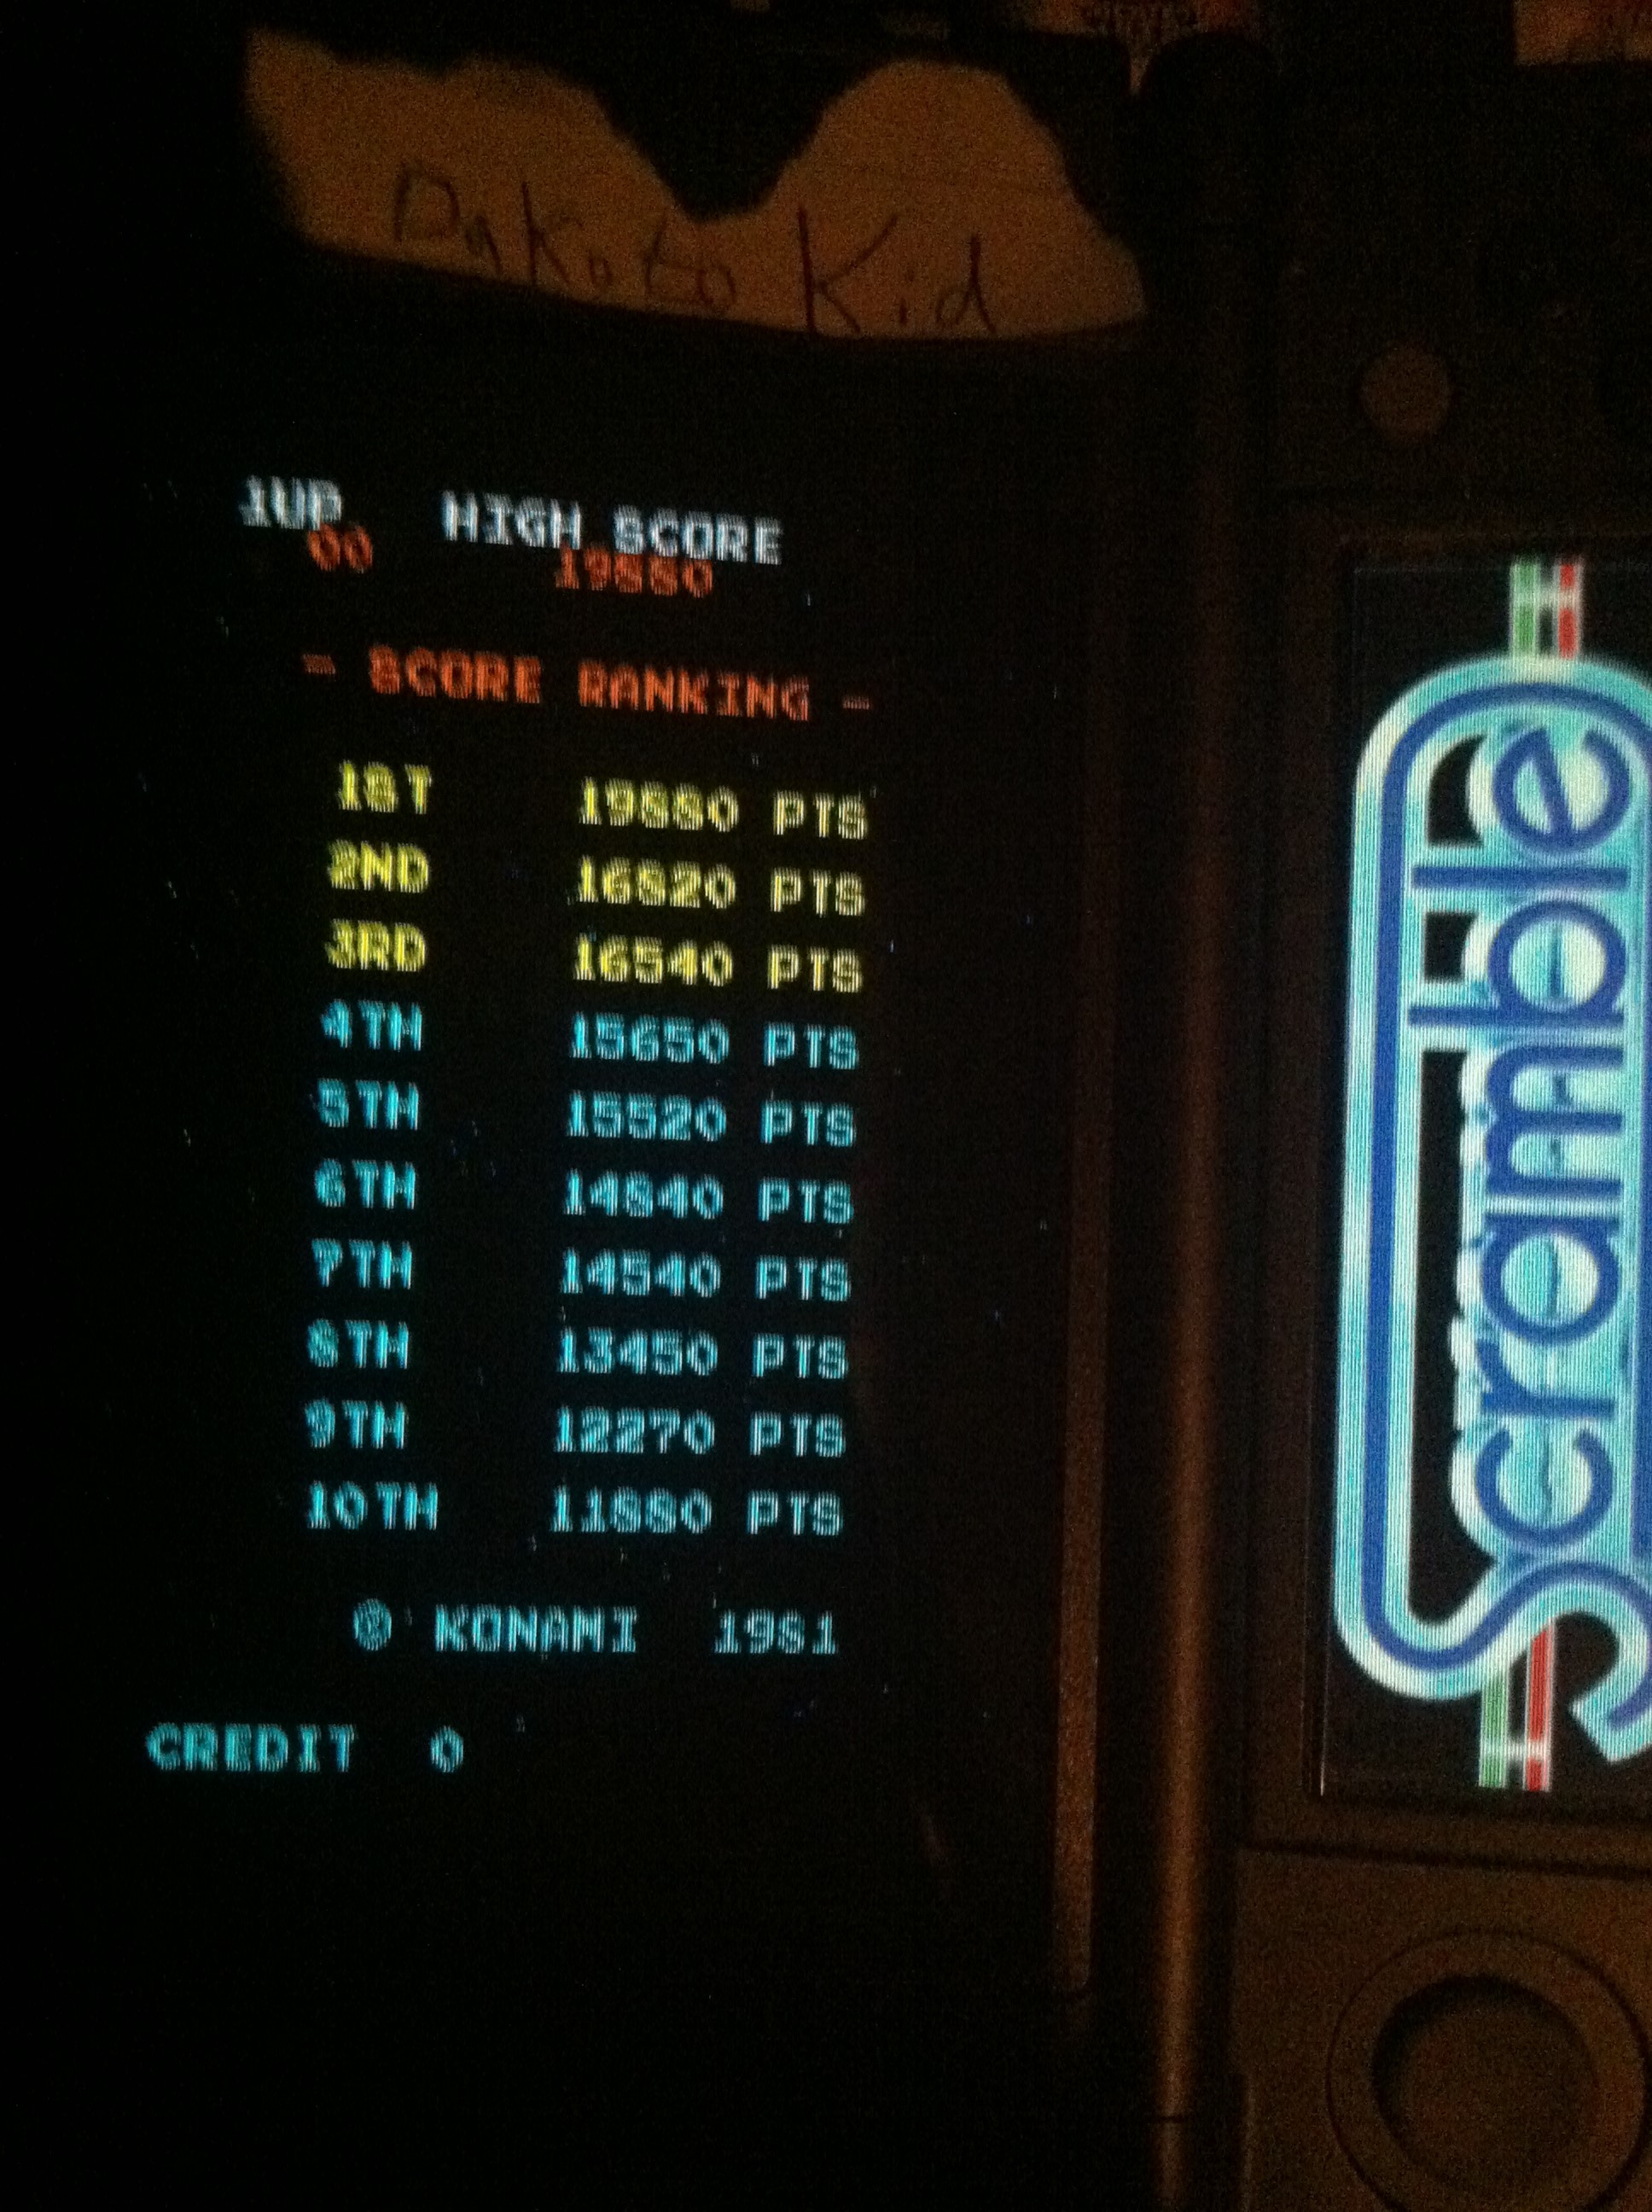 Dakota Kid
1UP HIGH SCORE
00 19880
- SCORE RANKING -
1ST 19880 PTS
2ND 16820 PTS
3RD 16540 PTS
4TH 15650 PTS
5TH 15520 PTS
6TH 14840 PTS
7TH 14540 PTS
8TH 13450 PTS
9TH 12270 PTS
10TH 11880 PTS
© KONAMI 1981
CREDIT 0
Scramble